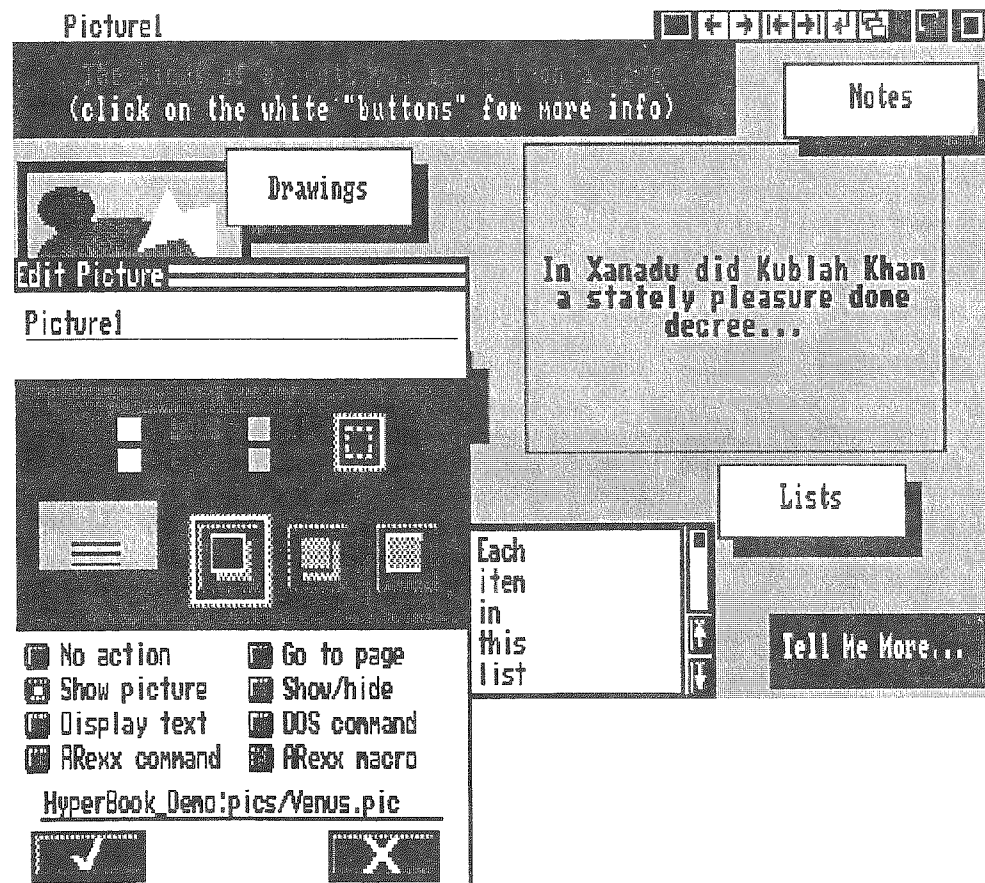 Picture1
(click on the white "buttons" for more info)
Notes
Drawings
In Xanadu did Kublah Khan
a stately pleasure dome
decree...
Edit Picture
Picture1
Lists
Each
item
in
this
list
Tell Me More...
No action
Go to page
Show picture
Show/hide
Display text
DOS command
ARexx command
ARexx macro
HyperBook_Demo:pics/Venus.pic